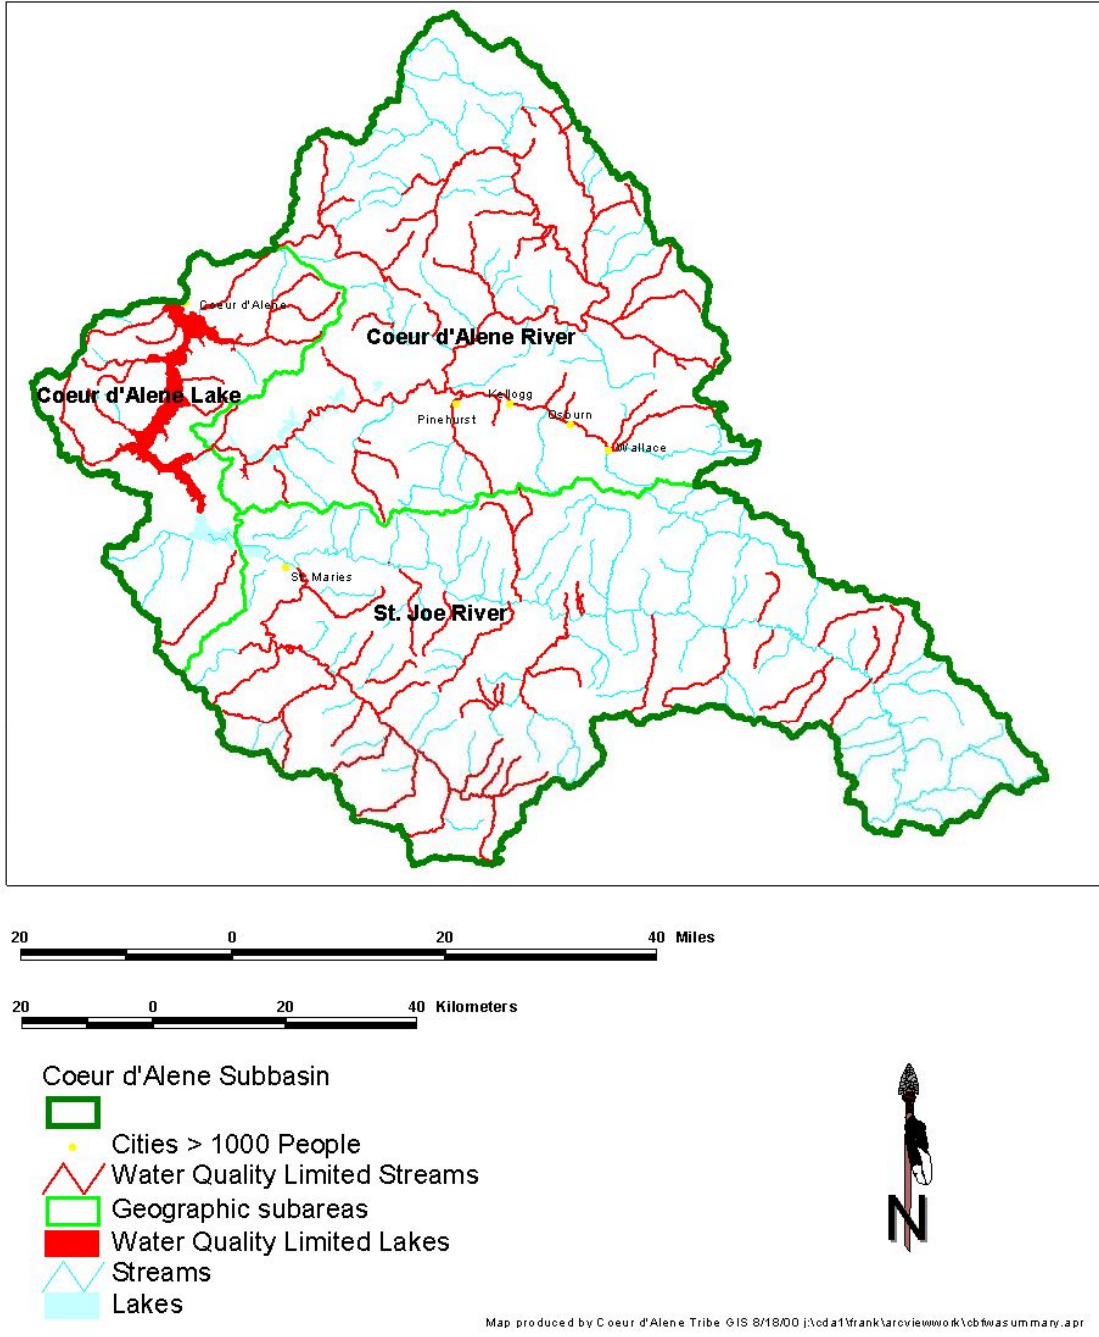 Coeur d'Alene
Coeur d'Alene River
Coeur d'Alene Lake
Kellogg
Pinehurst
Osburn
Wallace
St. Maries
St. Joe River
20 0 20 40 Miles
20 0 20 40 Kilometers
Coeur d'Alene Subbasin
Cities > 1000 People
Water Quality Limited Streams
Geographic subareas
Water Quality Limited Lakes
Streams
Lakes
N
Map produced by Coeur d'Alene Tribe GIS 8/18/00 j:\cda1\frank\arcviewwork\cbfwasummary.apr